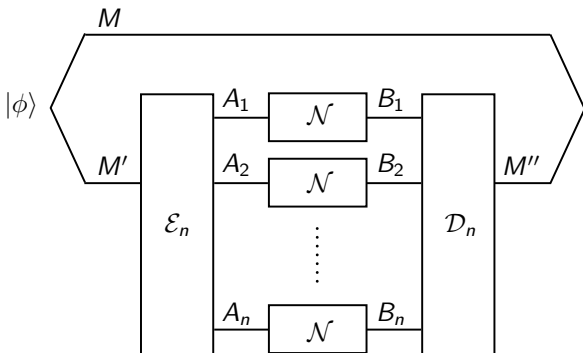 M
|ϕ⟩
A₁ 𝒩 B₁
M′ A₂ 𝒩 B₂ M″
ℰₙ 𝒟ₙ
Aₙ 𝒩 Bₙ